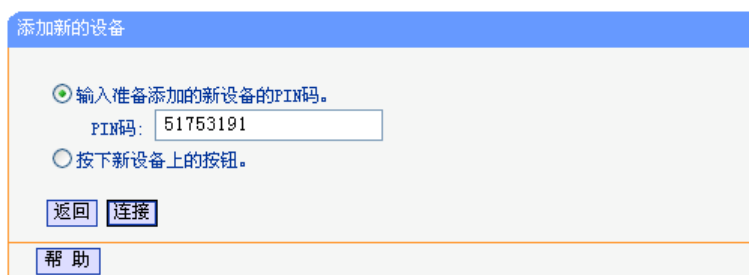 添加新的设备
输入准备添加的新设备的PIN码。
PIN码: 51753191
按下新设备上的按钮。
返回 连接
帮 助